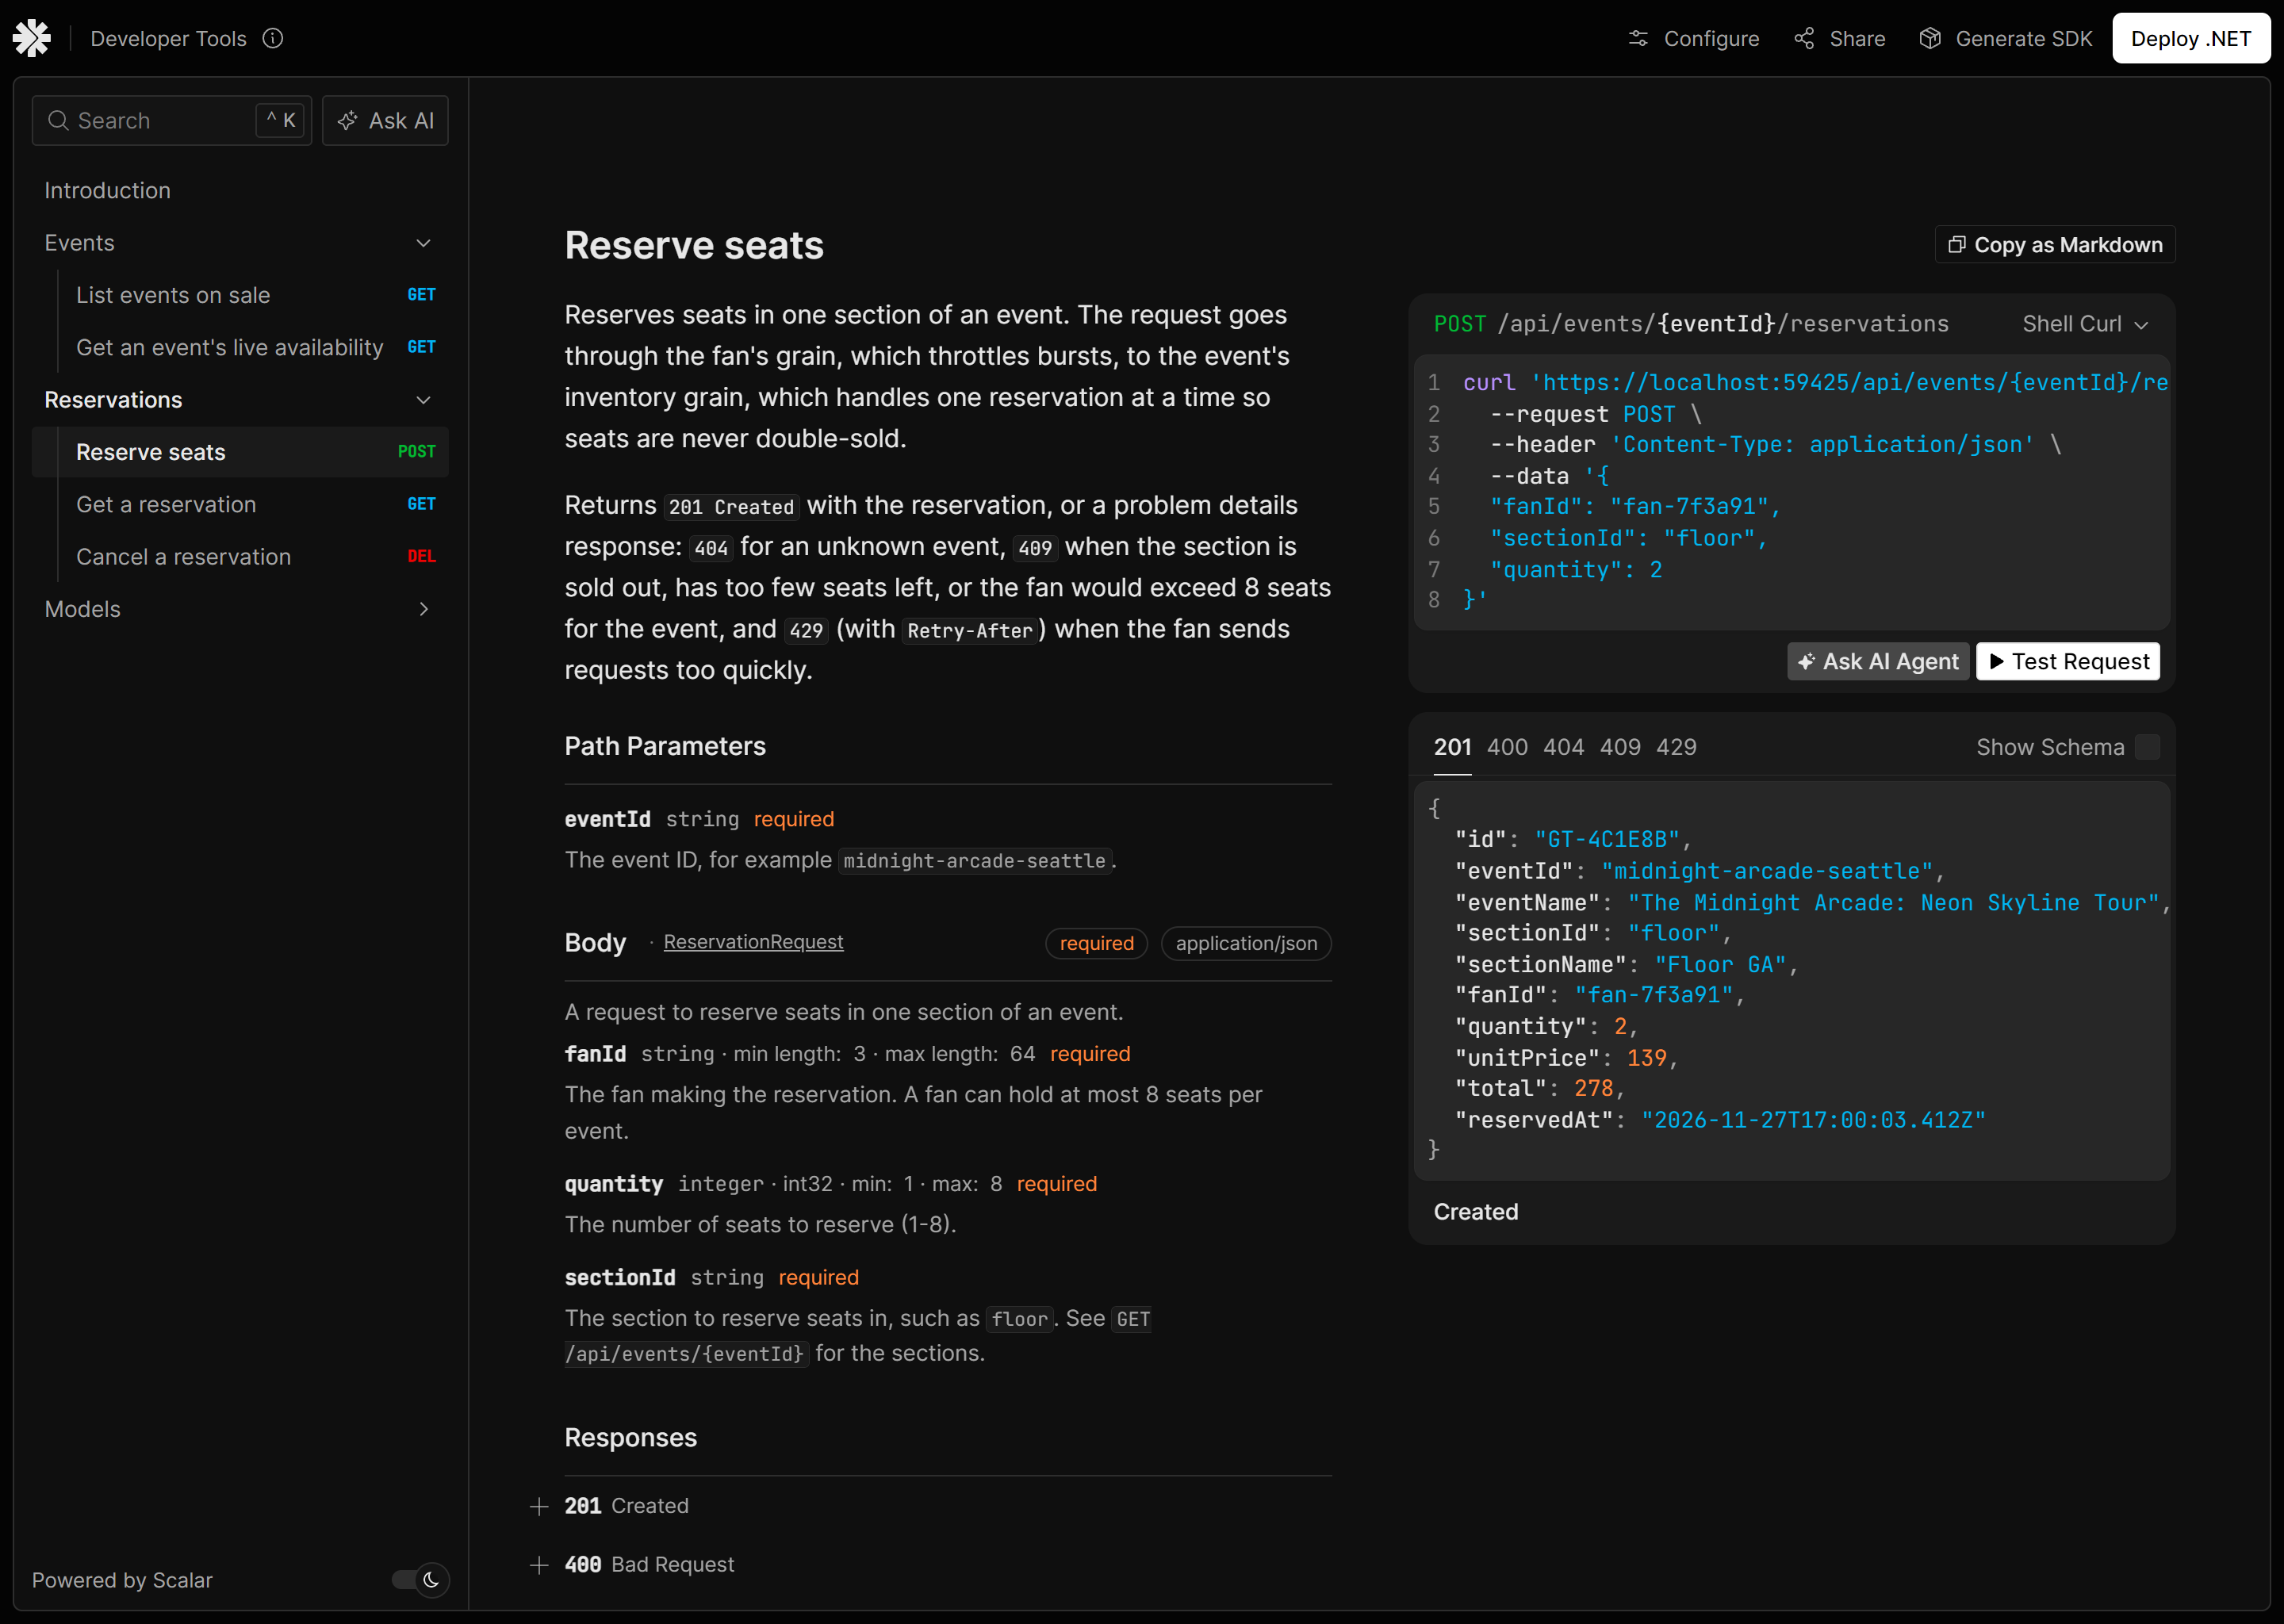 Developer Tools
Configure
Share
Generate SDK
Deploy .NET
Search
^ K
Ask AI
Introduction
Events
List events on sale GET
Get an event's live availability GET
Reservations
Reserve seats POST
Get a reservation GET
Cancel a reservation DEL
Models
Powered by Scalar
Reserve seats
Reserves seats in one section of an event. The request goes
through the fan's grain, which throttles bursts, to the event's
inventory grain, which handles one reservation at a time so
seats are never double-sold.
Returns 201 Created with the reservation, or a problem details
response: 404 for an unknown event, 409 when the section is
sold out, has too few seats left, or the fan would exceed 8 seats
for the event, and 429 (with Retry-After) when the fan sends
requests too quickly.
Path Parameters
eventId string required
The event ID, for example midnight-arcade-seattle.
Body · ReservationRequest required application/json
A request to reserve seats in one section of an event.
fanId string · min length: 3 · max length: 64 required
The fan making the reservation. A fan can hold at most 8 seats per
event.
quantity integer · int32 · min: 1 · max: 8 required
The number of seats to reserve (1-8).
sectionId string required
The section to reserve seats in, such as floor. See GET
/api/events/{eventId} for the sections.
Responses
201 Created
400 Bad Request
Copy as Markdown
POST /api/events/{eventId}/reservations Shell Curl
1 curl 'https://localhost:59425/api/events/{eventId}/re
2 --request POST \
3 --header 'Content-Type: application/json' \
4 --data '{
5 "fanId": "fan-7f3a91",
6 "sectionId": "floor",
7 "quantity": 2
8 }'
Ask AI Agent
Test Request
201 400 404 409 429 Show Schema
{
"id": "GT-4C1E8B",
"eventId": "midnight-arcade-seattle",
"eventName": "The Midnight Arcade: Neon Skyline Tour",
"sectionId": "floor",
"sectionName": "Floor GA",
"fanId": "fan-7f3a91",
"quantity": 2,
"unitPrice": 139,
"total": 278,
"reservedAt": "2026-11-27T17:00:03.412Z"
}
Created